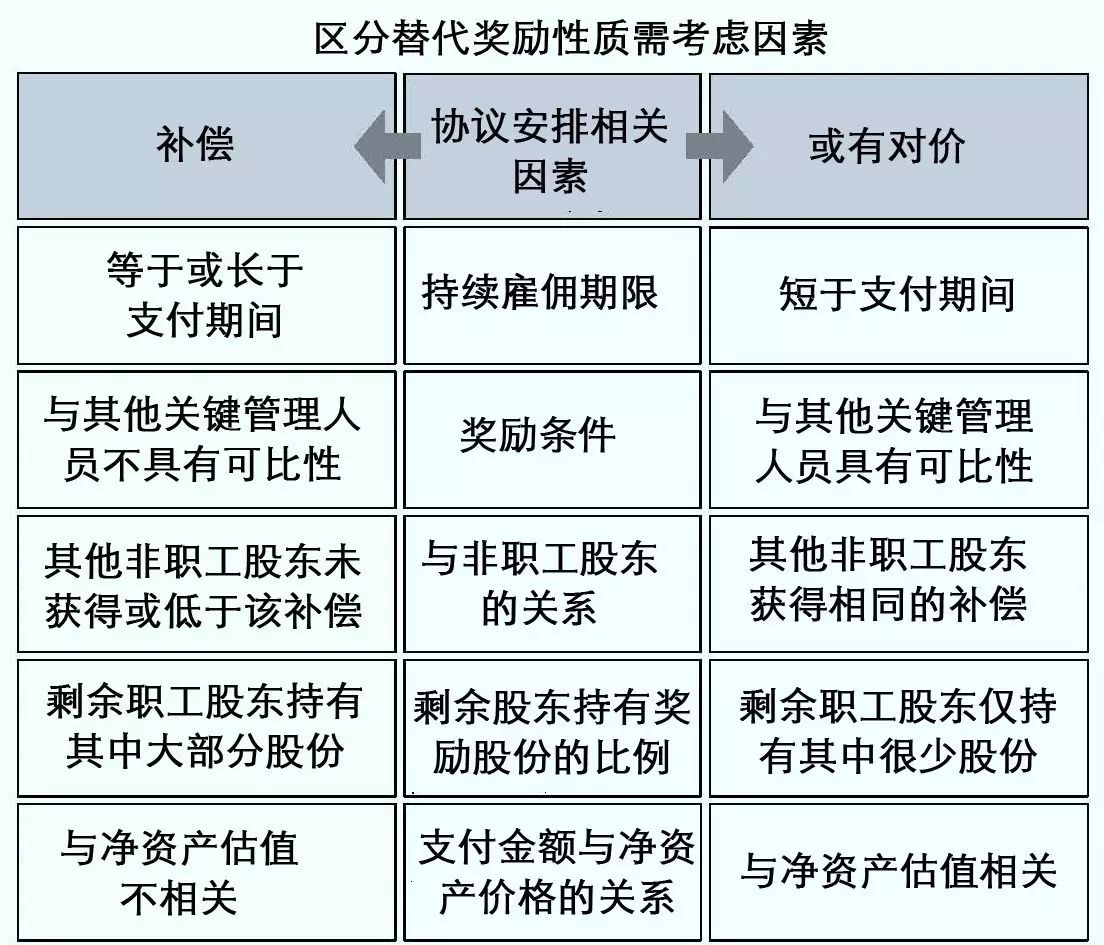 区分替代奖励性质需考虑因素
补偿
协议安排相关
因素
或有对价
等于或长于
支付期间
持续雇佣期限
短于支付期间
与其他关键管理人
员不具有可比性
奖励条件
与其他关键管理
人员具有可比性
其他非职工股东未
获得或低于该补偿
与非职工股东
的关系
其他非职工股东
获得相同的补偿
剩余职工股东持有
其中大部分股份
剩余股东持有奖
励股份的比例
剩余职工股东仅持
有其中很少股份
与净资产估值
不相关
支付金额与净资
产价格的关系
与净资产估值相关